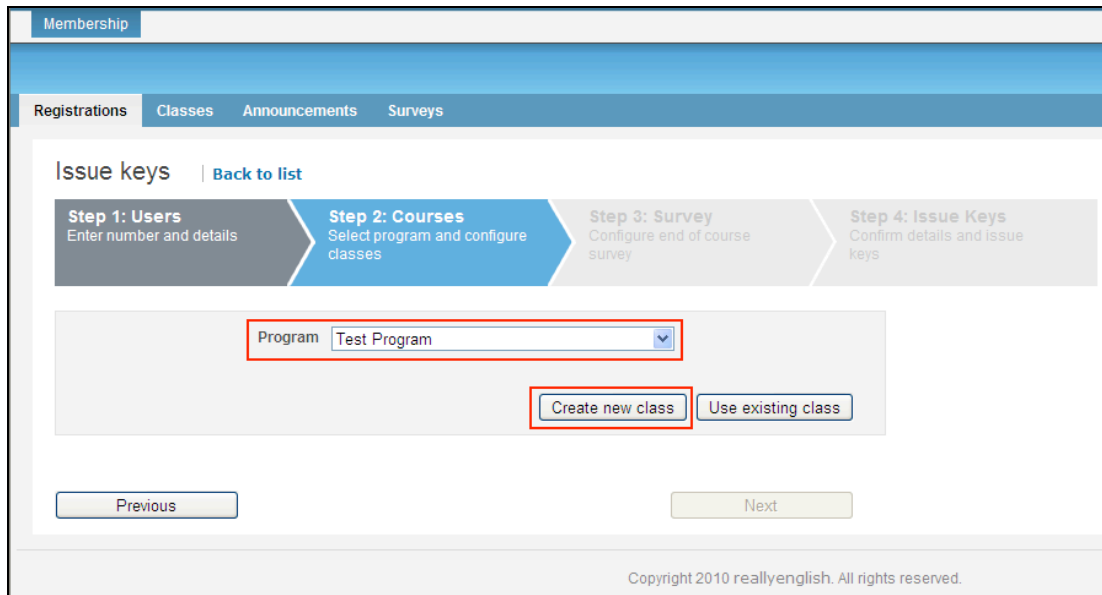 Membership
Registrations Classes Announcements Surveys
Issue keys | Back to list
Step 1: Users
Enter number and details
Step 2: Courses
Select program and configure
classes
Step 3: Survey
Configure end of course
survey
Step 4: Issue Keys
Confirm details and issue
keys
Program Test Program
Create new class Use existing class
Previous Next
Copyright 2010 reallyenglish. All rights reserved.